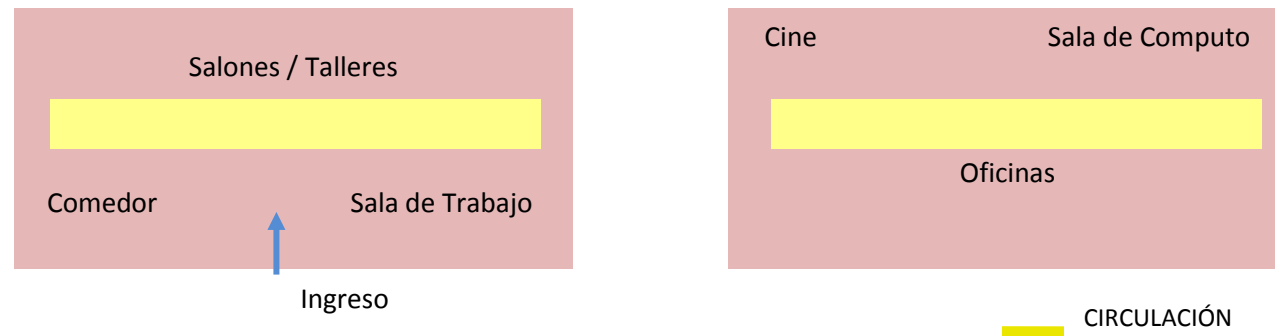 Salones / Talleres
Comedor
Sala de Trabajo
Ingreso
Cine
Sala de Computo
Oficinas
CIRCULACIÓN